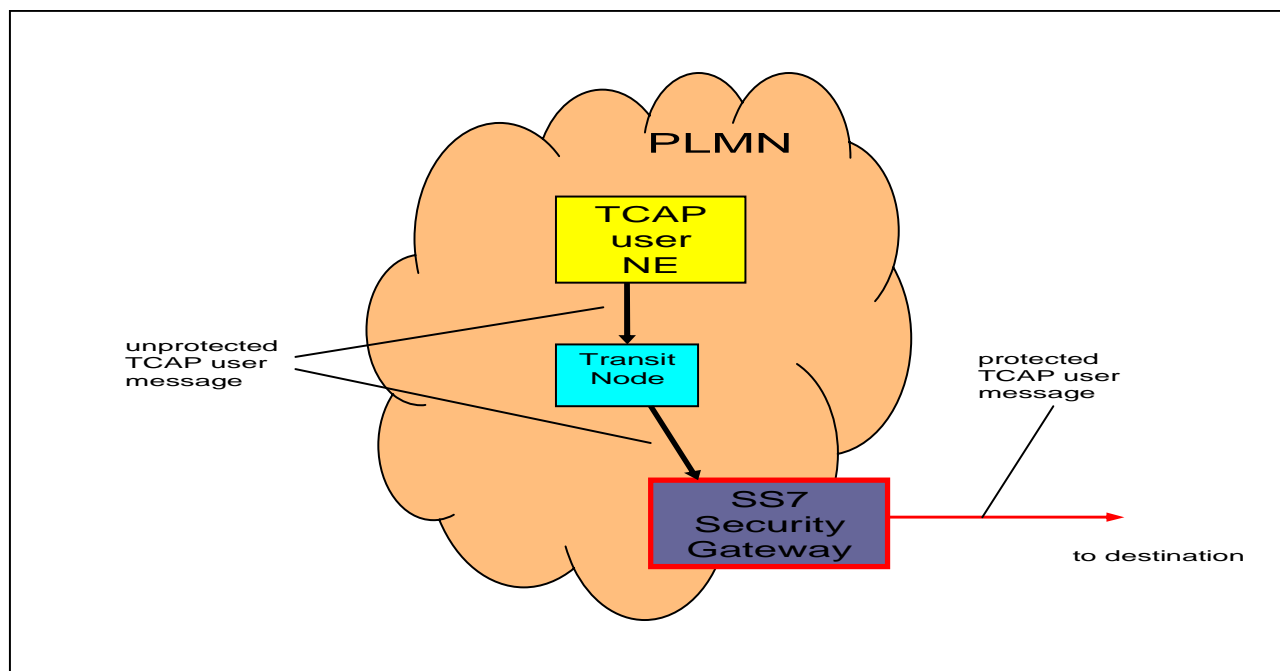 PLMN
TCAP
user
NE
unprotected
TCAP user
message
Transit
Node
protected
TCAP user
message
SS7
Security
Gateway
to destination